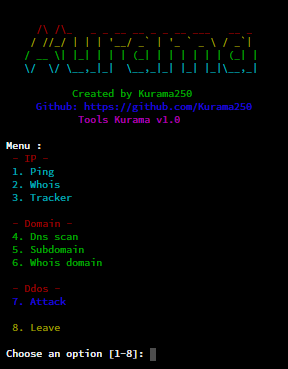 Kurama
Created by Kurama250
Github: https://github.com/Kurama250
Tools Kurama v1.0
Menu :
- IP -
1. Ping
2. Whois
3. Tracker
- Domain -
4. Dns scan
5. Subdomain
6. Whois domain
- Ddos -
7. Attack
8. Leave
Choose an option [1-8]: